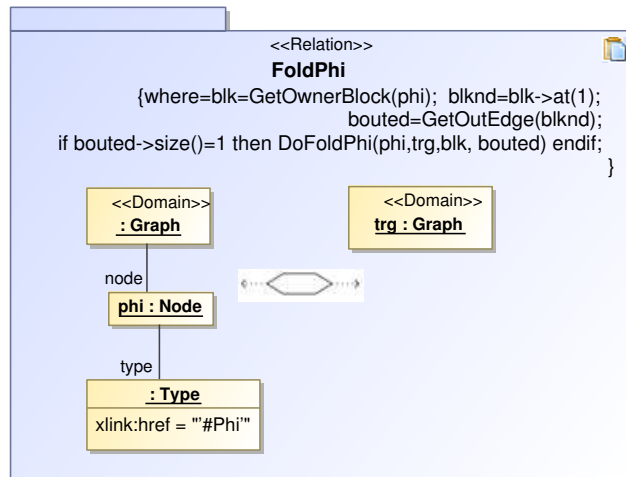 <<Relation>>
FoldPhi
{where=blk=GetOwnerBlock(phi); blknd=blk->at(1);
bouted=GetOutEdge(blknd);
if bouted->size()=1 then DoFoldPhi(phi,trg,blk, bouted) endif;
}
<<Domain>>
: Graph
<<Domain>>
trg : Graph
node
phi : Node
type
: Type
xlink:href = "'#Phi'"